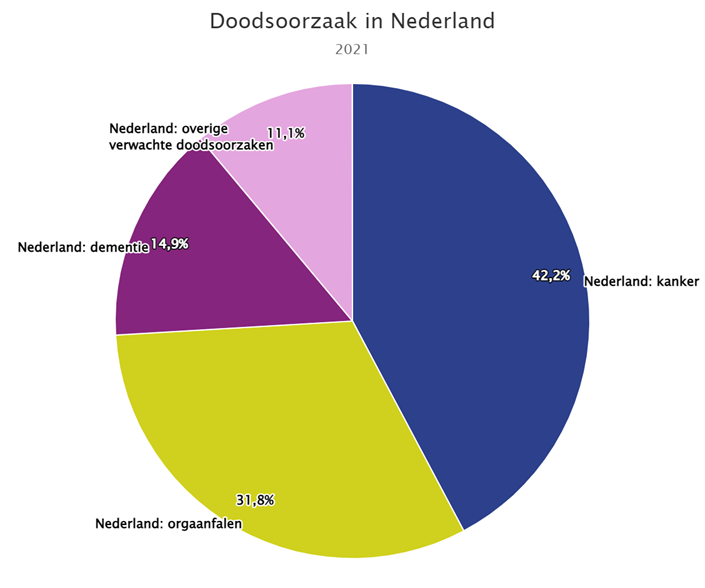 Doodsoorzaak in Nederland
2021
Nederland: overige
verwachte doodsoorzaken
11,1%
Nederland: dementie
14,9%
42,2%
Nederland: kanker
31,8%
Nederland: orgaanfalen